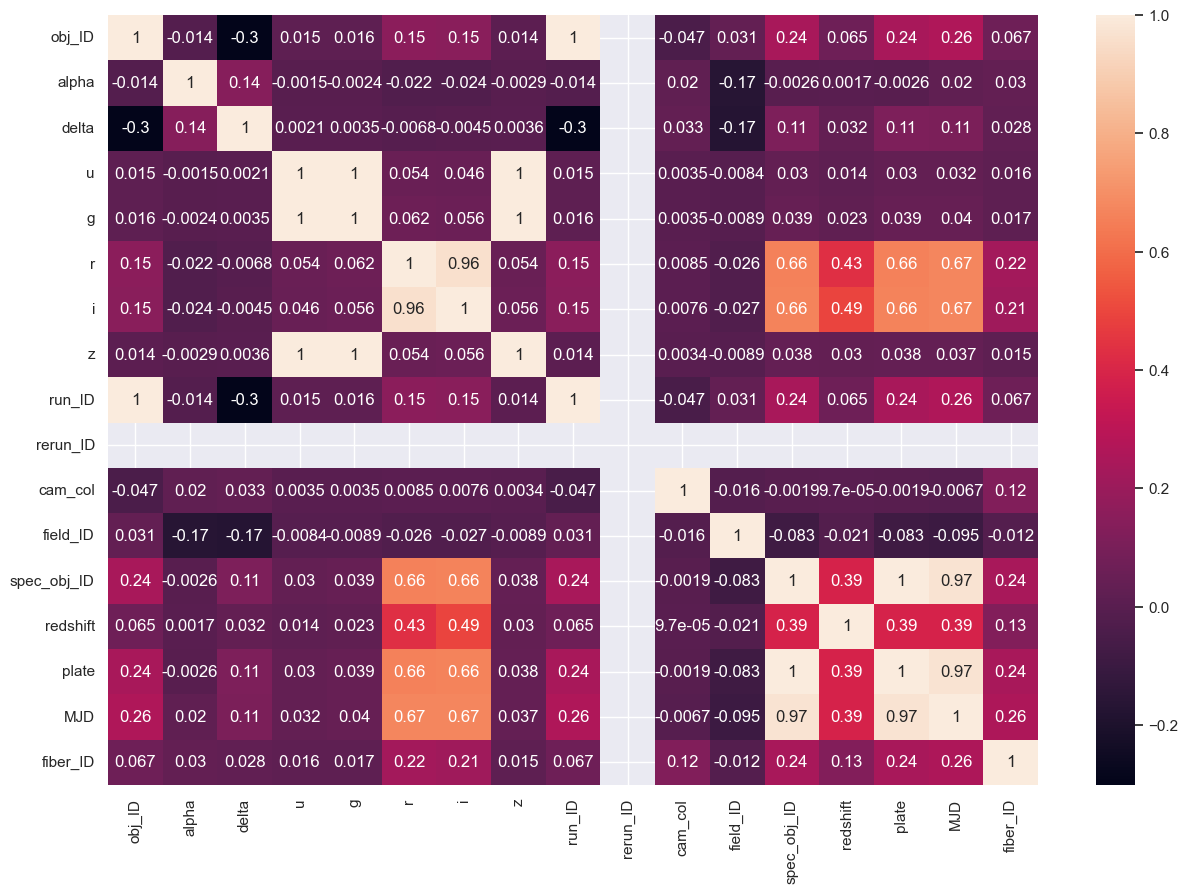 obj_ID 1 -0.014 -0.3 0.015 0.016 0.15 0.15 0.014 1 -0.047 0.031 0.24 0.065 0.24 0.26 0.067
alpha -0.014 1 0.14 -0.0015 -0.0024 -0.022 -0.024 -0.0029 -0.014 0.02 -0.17 -0.0026 0.0017 -0.0026 0.02 0.03
delta -0.3 0.14 1 0.0021 0.0035 -0.0068 -0.0045 0.0036 -0.3 0.033 -0.17 0.11 0.032 0.11 0.11 0.028
u 0.015 -0.0015 0.0021 1 1 0.054 0.046 1 0.015 0.0035 -0.0084 0.03 0.014 0.03 0.032 0.016
g 0.016 -0.0024 0.0035 1 1 0.062 0.056 1 0.016 0.0035 -0.0089 0.039 0.023 0.039 0.04 0.017
r 0.15 -0.022 -0.0068 0.054 0.062 1 0.96 0.054 0.15 0.0085 -0.026 0.66 0.43 0.66 0.67 0.22
i 0.15 -0.024 -0.0045 0.046 0.056 0.96 1 0.056 0.15 0.0076 -0.027 0.66 0.49 0.66 0.67 0.21
z 0.014 -0.0029 0.0036 1 1 0.054 0.056 1 0.014 0.0034 -0.0089 0.038 0.03 0.038 0.037 0.015
run_ID 1 -0.014 -0.3 0.015 0.016 0.15 0.15 0.014 1 -0.047 0.031 0.24 0.065 0.24 0.26 0.067
rerun_ID
cam_col -0.047 0.02 0.033 0.0035 0.0035 0.0085 0.0076 0.0034 -0.047 1 -0.016 -0.0019 9.7e-05 -0.0019 -0.0067 0.12
field_ID 0.031 -0.17 -0.17 -0.0084 -0.0089 -0.026 -0.027 -0.0089 0.031 -0.016 1 -0.083 -0.021 -0.083 -0.095 -0.012
spec_obj_ID 0.24 -0.0026 0.11 0.03 0.039 0.66 0.66 0.038 0.24 -0.0019 -0.083 1 0.39 1 0.97 0.24
redshift 0.065 0.0017 0.032 0.014 0.023 0.43 0.49 0.03 0.065 9.7e-05 -0.021 0.39 1 0.39 0.39 0.13
plate 0.24 -0.0026 0.11 0.03 0.039 0.66 0.66 0.038 0.24 -0.0019 -0.083 1 0.39 1 0.97 0.24
MJD 0.26 0.02 0.11 0.032 0.04 0.67 0.67 0.037 0.26 -0.0067 -0.095 0.97 0.39 0.97 1 0.26
fiber_ID 0.067 0.03 0.028 0.016 0.017 0.22 0.21 0.015 0.067 0.12 -0.012 0.24 0.13 0.24 0.26 1
obj_ID alpha delta u g r i z run_ID rerun_ID cam_col field_ID spec_obj_ID redshift plate MJD fiber_ID
1.0
0.8
0.6
0.4
0.2
0.0
−0.2